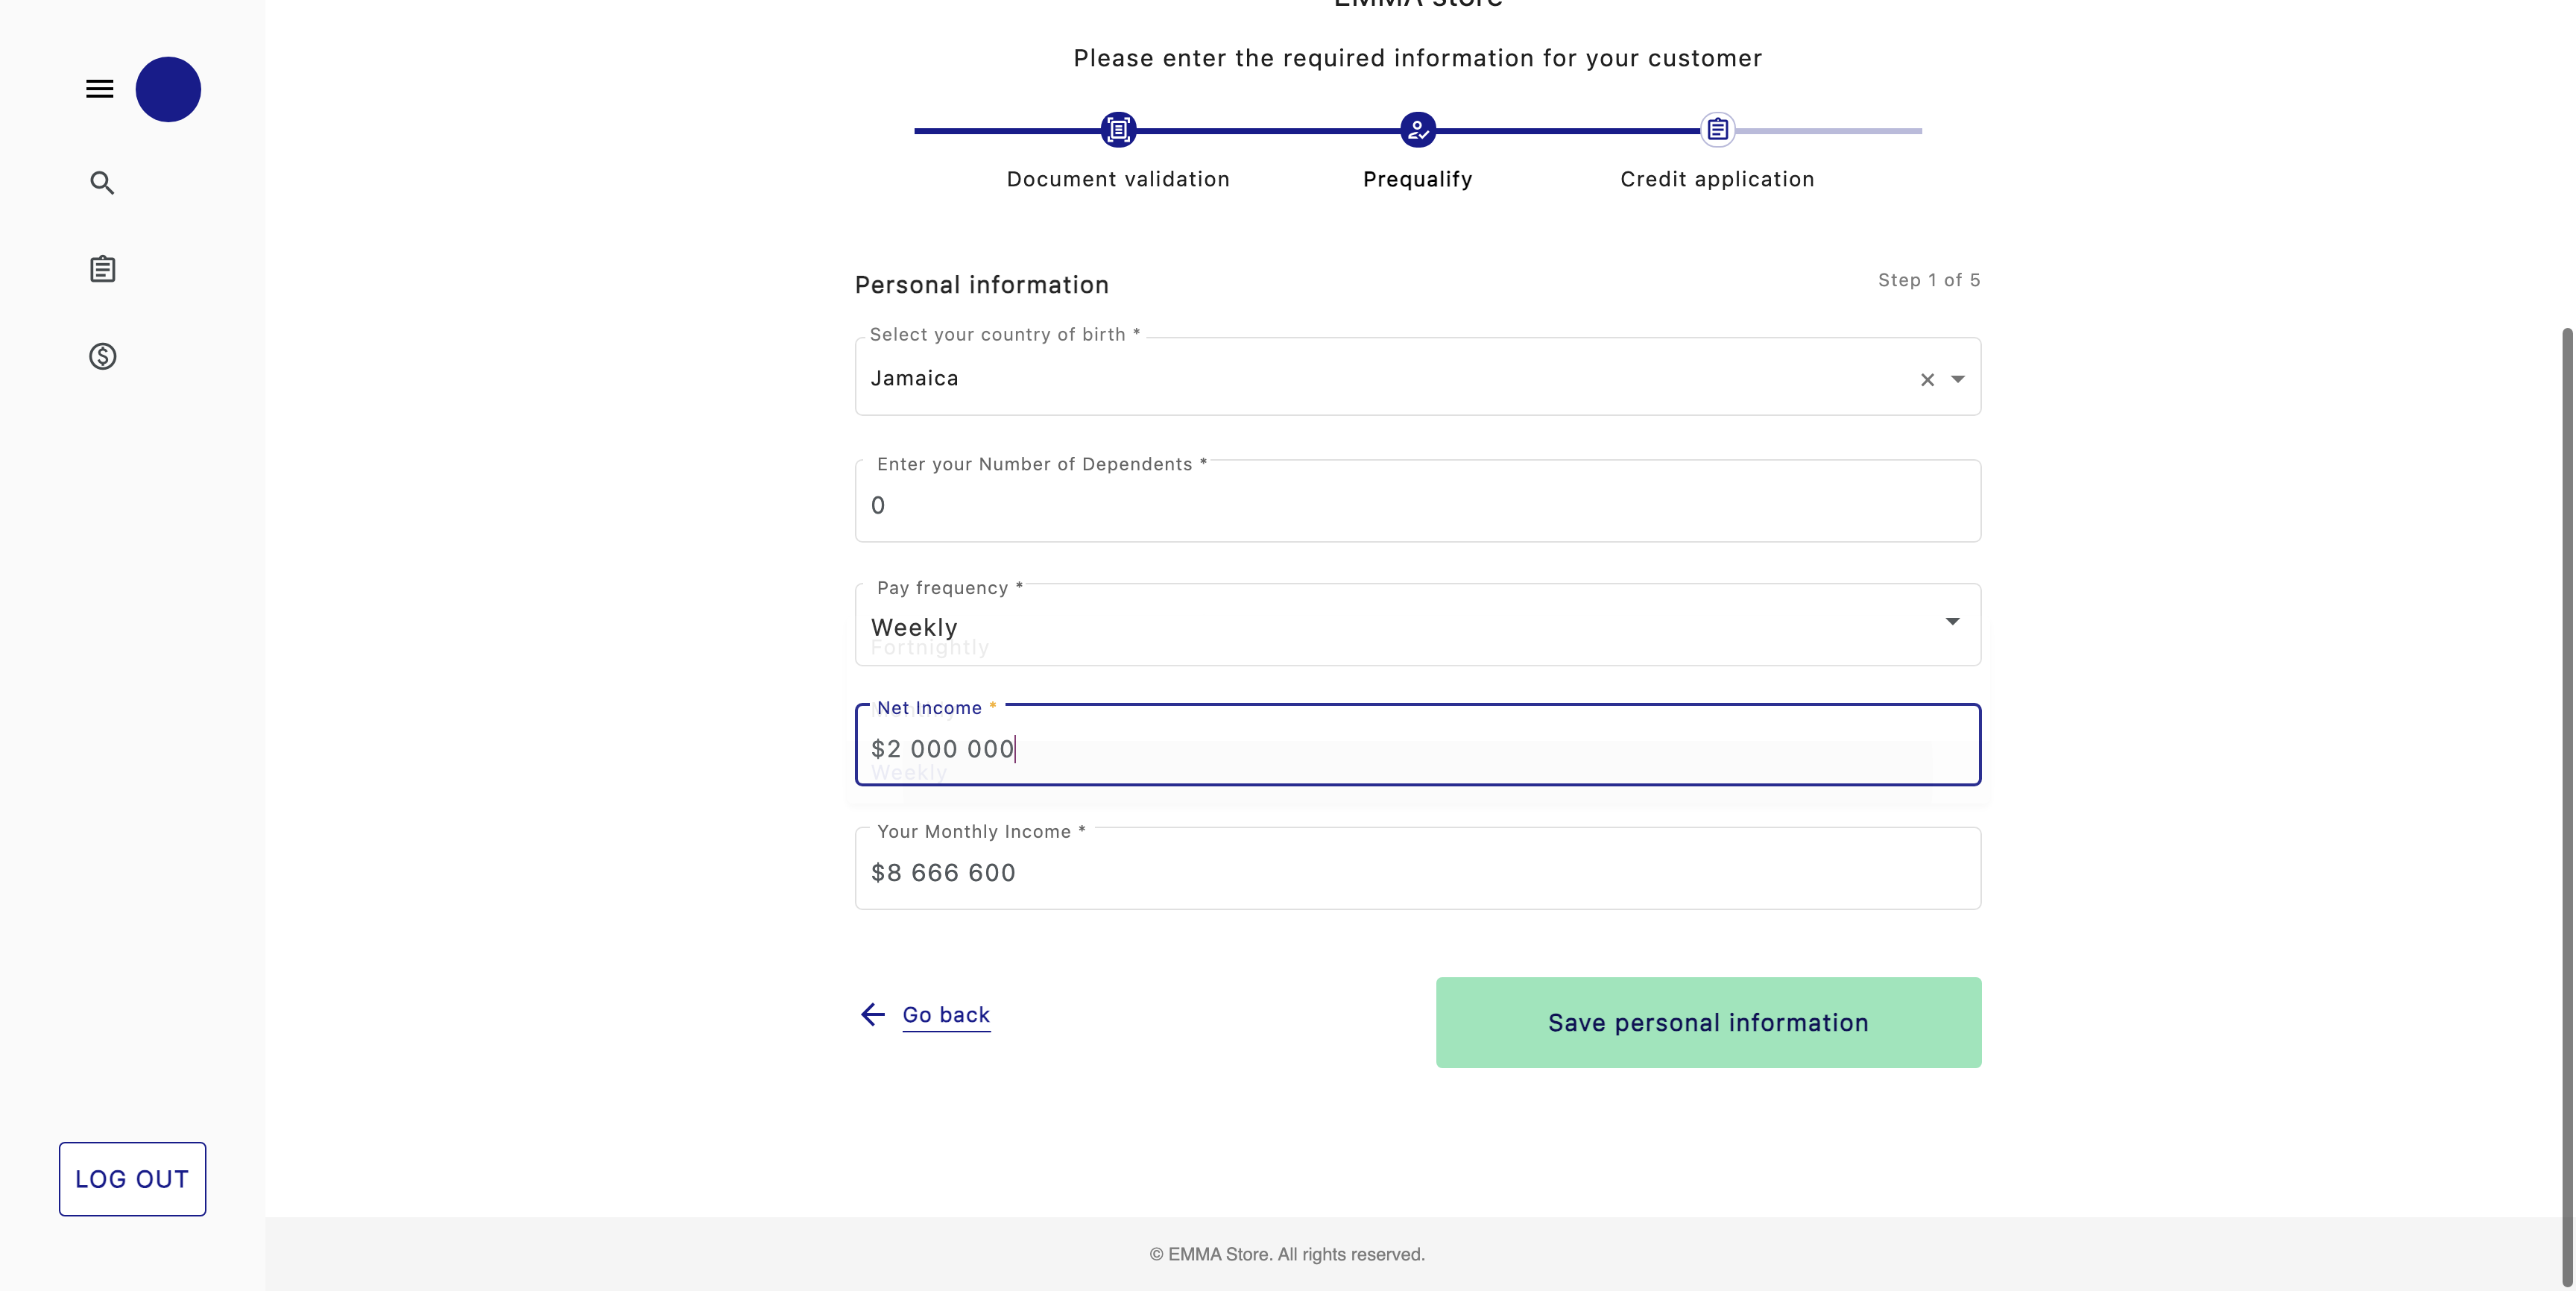 EMMA store
Please enter the required information for your customer
Document validation
Prequalify
Credit application
Personal information
Step 1 of 5
Select your country of birth *
Jamaica
Enter your Number of Dependents *
0
Pay frequency *
Weekly
Fortnightly
Net Income *
$2 000 000
Weekly
Your Monthly Income *
$8 666 600
Go back
Save personal information
LOG OUT
© EMMA Store. All rights reserved.